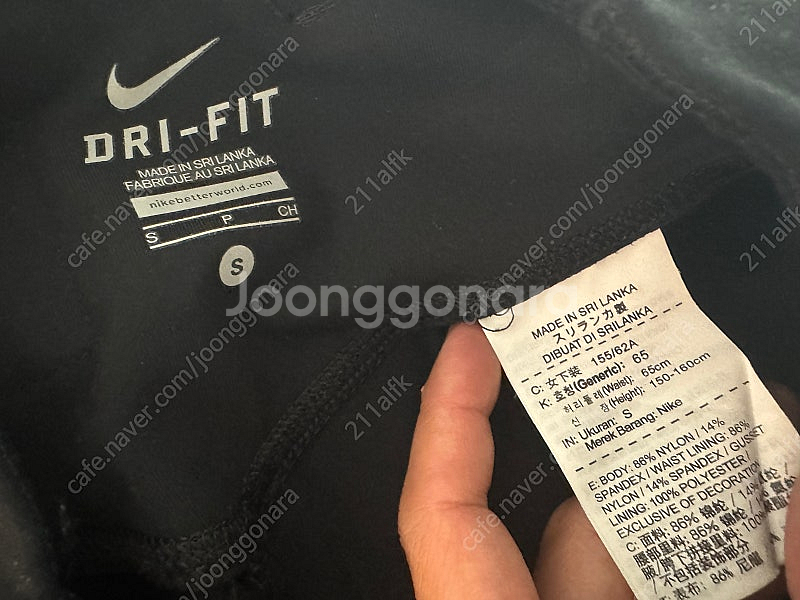 DRI-FIT
MADE IN SRI LANKA
FABRIQUÉ AU SRI LANKA
nikebetterworld.com
S P CH
S
MADE IN SRI LANKA
スリランカ製
DIBUAT DI SRILANKA
C: 女下装 155/62A
K: 호칭(Generic): 65
허리둘레(Waist): 65cm
신 장(Height): 150-160cm
IN: Ukuran: S
Merek Barang: Nike
E: BODY: 86% NYLON / 14%
SPANDEX / WAIST LINING: 86%
NYLON / 14% SPANDEX / GUSSET
LINING: 100% POLYESTER /
EXCLUSIVE OF DECORATION
C: 面料: 86% 锦纶 / 14%
腰部里料: 86% 锦纶 / 14%
/ 100%
/ 不包括装饰部分
86%
Joonggonara
cafe.naver.com/joonggonara
211alfk